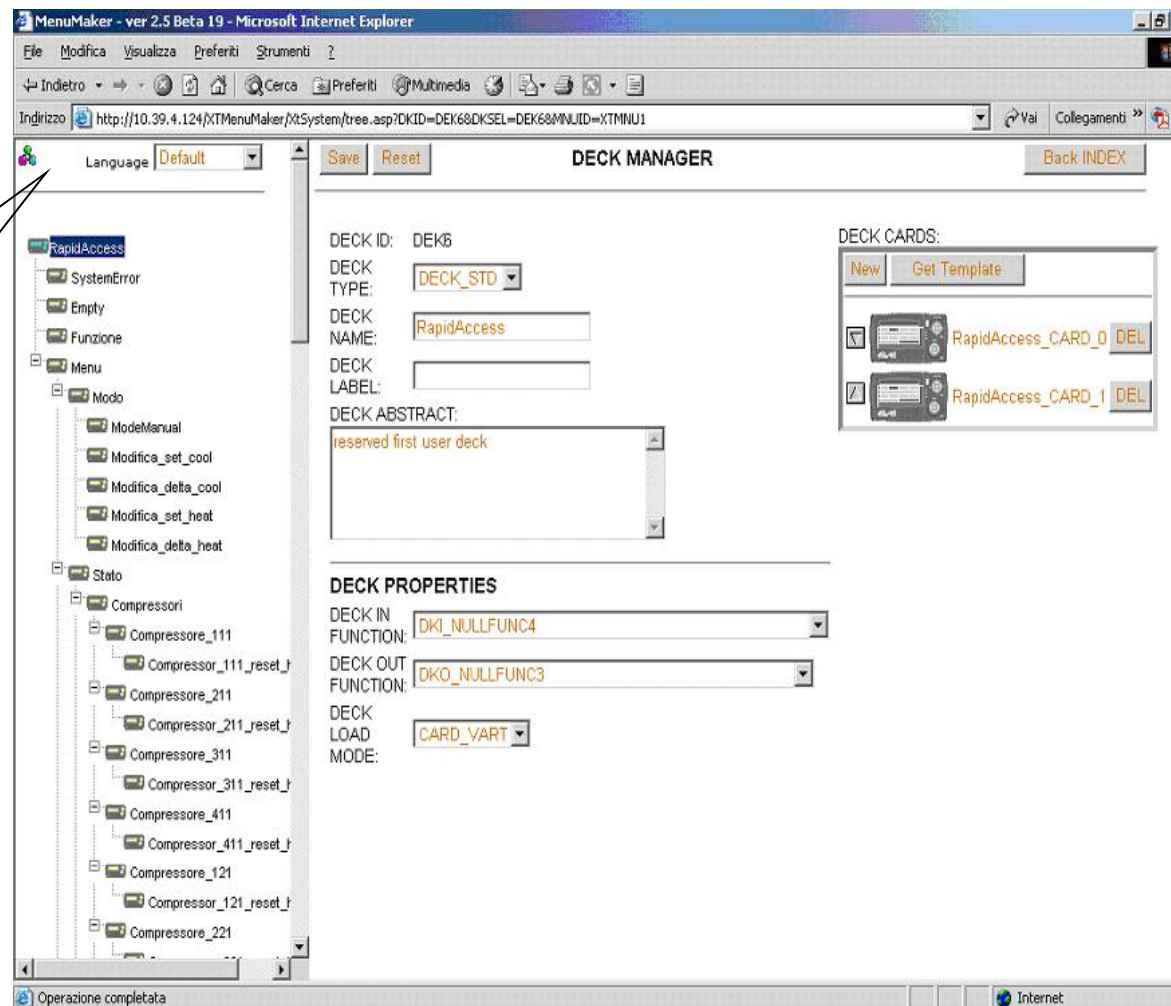 MenuMaker - ver 2.5 Beta 19 - Microsoft Internet Explorer
File Modifica Visualizza Preferiti Strumenti ?
Indietro Cerca Preferiti Multimedia
Indirizzo http://10.39.4.124/XTMenuMaker/XtSystem/tree.asp?DKID=DEK6&DKSEL=DEK6&MNUID=XTMNU1 Vai Collegamenti »
Language Default
RapidAccess
SystemError
Empty
Funzione
Menu
Modo
ModeManual
Modifica_set_cool
Modifica_delta_cool
Modifica_set_heat
Modifica_delta_heat
Stato
Compressori
Compressore_111
Compressor_111_reset_h
Compressore_211
Compressor_211_reset_h
Compressore_311
Compressor_311_reset_h
Compressore_411
Compressor_411_reset_h
Compressore_121
Compressor_121_reset_h
Compressore_221
Save Reset DECK MANAGER Back INDEX
DECK ID: DEK6
DECK TYPE: DECK_STD
DECK NAME: RapidAccess
DECK LABEL:
DECK ABSTRACT:
reserved first user deck
DECK PROPERTIES
DECK IN FUNCTION: DKI_NULLFUNC4
DECK OUT FUNCTION: DKO_NULLFUNC3
DECK LOAD MODE: CARD_VART
DECK CARDS:
New Get Template
RapidAccess_CARD_0 DEL
RapidAccess_CARD_1 DEL
Operazione completata Internet